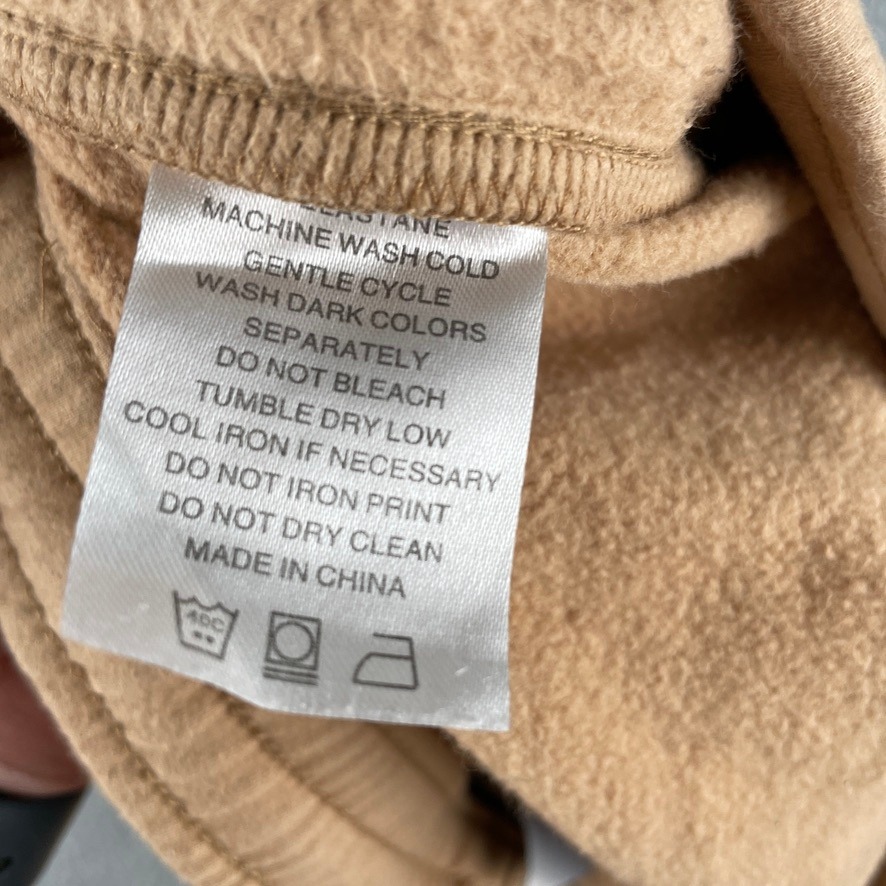 ELASTANE
MACHINE WASH COLD
GENTLE CYCLE
WASH DARK COLORS
SEPARATELY
DO NOT BLEACH
TUMBLE DRY LOW
COOL IRON IF NECESSARY
DO NOT IRON PRINT
DO NOT DRY CLEAN
MADE IN CHINA